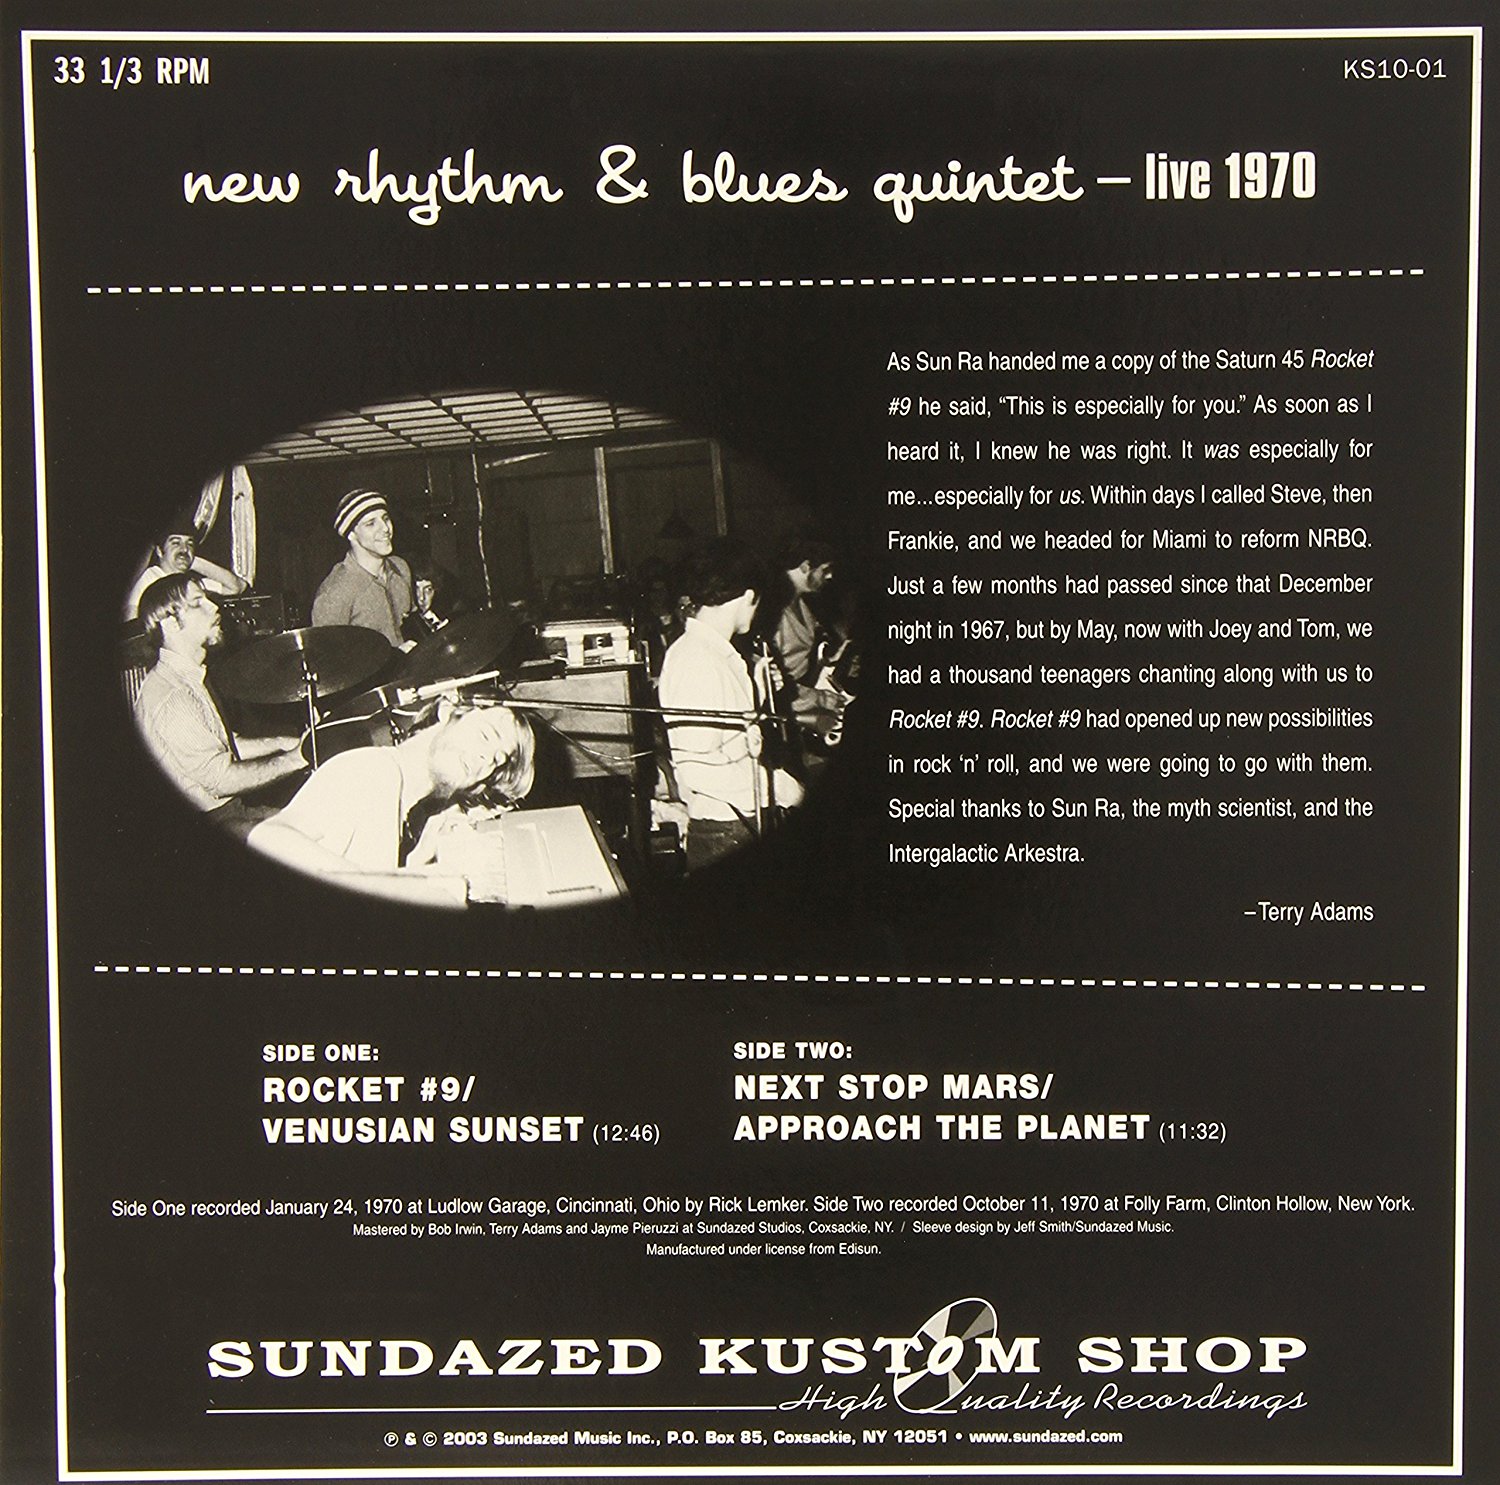 33 1/3 RPM
KS10-01
new rhythm & blues quintet – live 1970
As Sun Ra handed me a copy of the Saturn 45 Rocket
#9 he said, “This is especially for you.” As soon as I
heard it, I knew he was right. It was especially for
me...especially for us. Within days I called Steve, then
Frankie, and we headed for Miami to reform NRBQ.
Just a few months had passed since that December
night in 1967, but by May, now with Joey and Tom, we
had a thousand teenagers chanting along with us to
Rocket #9. Rocket #9 had opened up new possibilities
in rock ‘n’ roll, and we were going to go with them.
Special thanks to Sun Ra, the myth scientist, and the
Intergalactic Arkestra.
–Terry Adams
SIDE ONE:
ROCKET #9/
VENUSIAN SUNSET (12:46)
SIDE TWO:
NEXT STOP MARS/
APPROACH THE PLANET (11:32)
Side One recorded January 24, 1970 at Ludlow Garage, Cincinnati, Ohio by Rick Lemker. Side Two recorded October 11, 1970 at Folly Farm, Clinton Hollow, New York.
Mastered by Bob Irwin, Terry Adams and Jayme Pieruzzi at Sundazed Studios, Coxsackie, NY. / Sleeve design by Jeff Smith/Sundazed Music.
Manufactured under license from Edisun.
SUNDAZED KUSTOM SHOP
High Quality Recordings
℗ & © 2003 Sundazed Music Inc., P.O. Box 85, Coxsackie, NY 12051 • www.sundazed.com